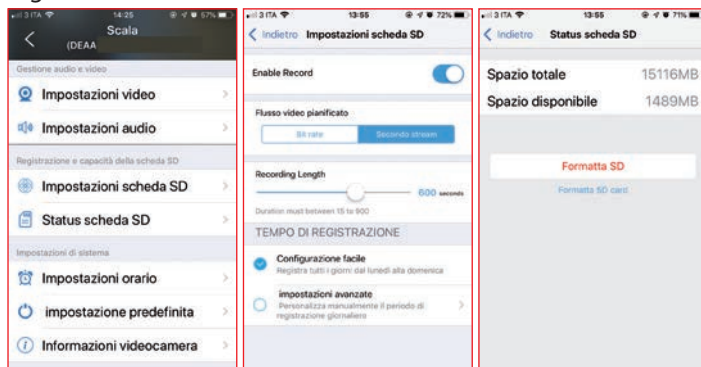 3 ITA 14:25 57%
Scala
(DEAA
Gestione audio e video
Impostazioni video
Impostazioni audio
Registrazione e capacità della scheda SD
Impostazioni scheda SD
Status scheda SD
Impostazioni di sistema
Impostazioni orario
impostazione predefinita
Informazioni videocamera
3 ITA 13:55 72%
Indietro Impostazioni scheda SD
Enable Record
Flusso video pianificato
Bit rate Secondo stream
Recording Length
600 seconds
Duration must between 15 to 900
TEMPO DI REGISTRAZIONE
Configurazione facile
Registra tutti i giorni dal lunedì alla domenica
impostazioni avanzate
Personalizza manualmente il periodo di
registrazione giornaliero
3 ITA 13:55 71%
Indietro Status scheda SD
Spazio totale 15116MB
Spazio disponibile 1489MB
Formatta SD
Formatta SD card